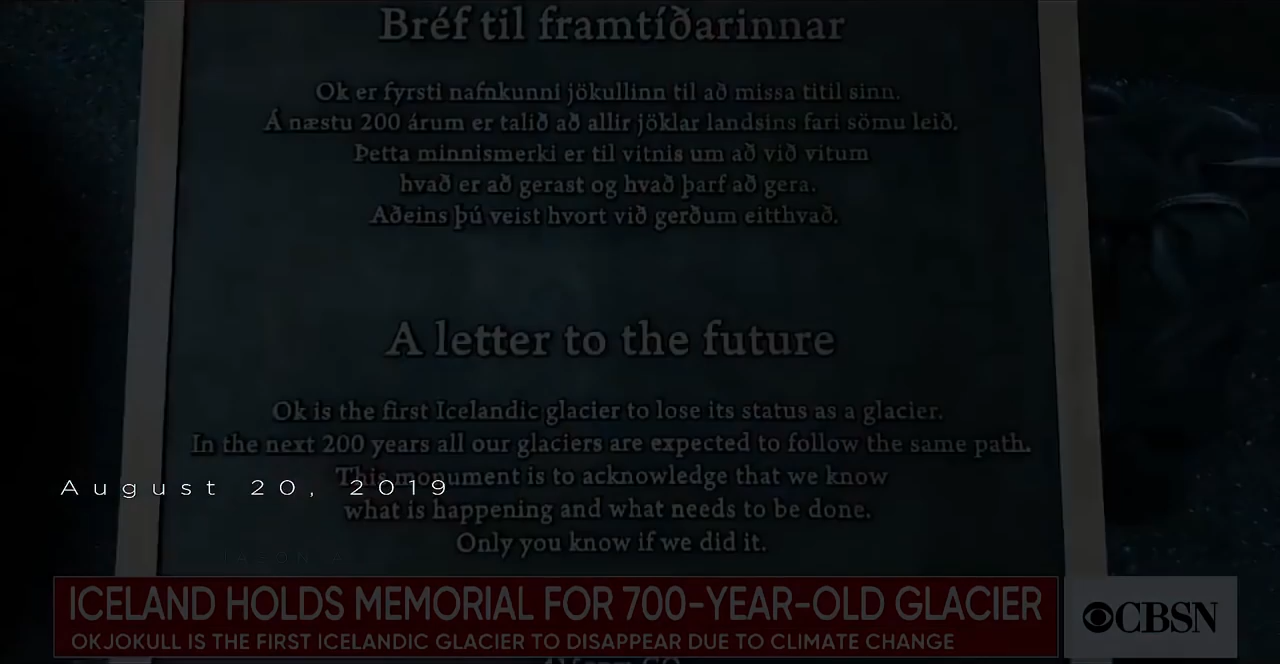 Bréf til framtíðarinnar
Ok er fyrsti nafnkunni jökullinn til að missa titil sinn.
Á næstu 200 árum er talið að allir jöklar landsins fari sömu leið.
Þetta minnismerki er til vitnis um að við vitum
hvað er að gerast og hvað þarf að gera.
Aðeins þú veist hvort við gerðum eitthvað.
A letter to the future
Ok is the first Icelandic glacier to lose its status as a glacier.
In the next 200 years all our glaciers are expected to follow the same path.
This monument is to acknowledge that we know
what is happening and what needs to be done.
Only you know if we did it.
August 20, 2019
ICELAND HOLDS MEMORIAL FOR 700-YEAR-OLD GLACIER
OKJOKULL IS THE FIRST ICELANDIC GLACIER TO DISAPPEAR DUE TO CLIMATE CHANGE
CBSN